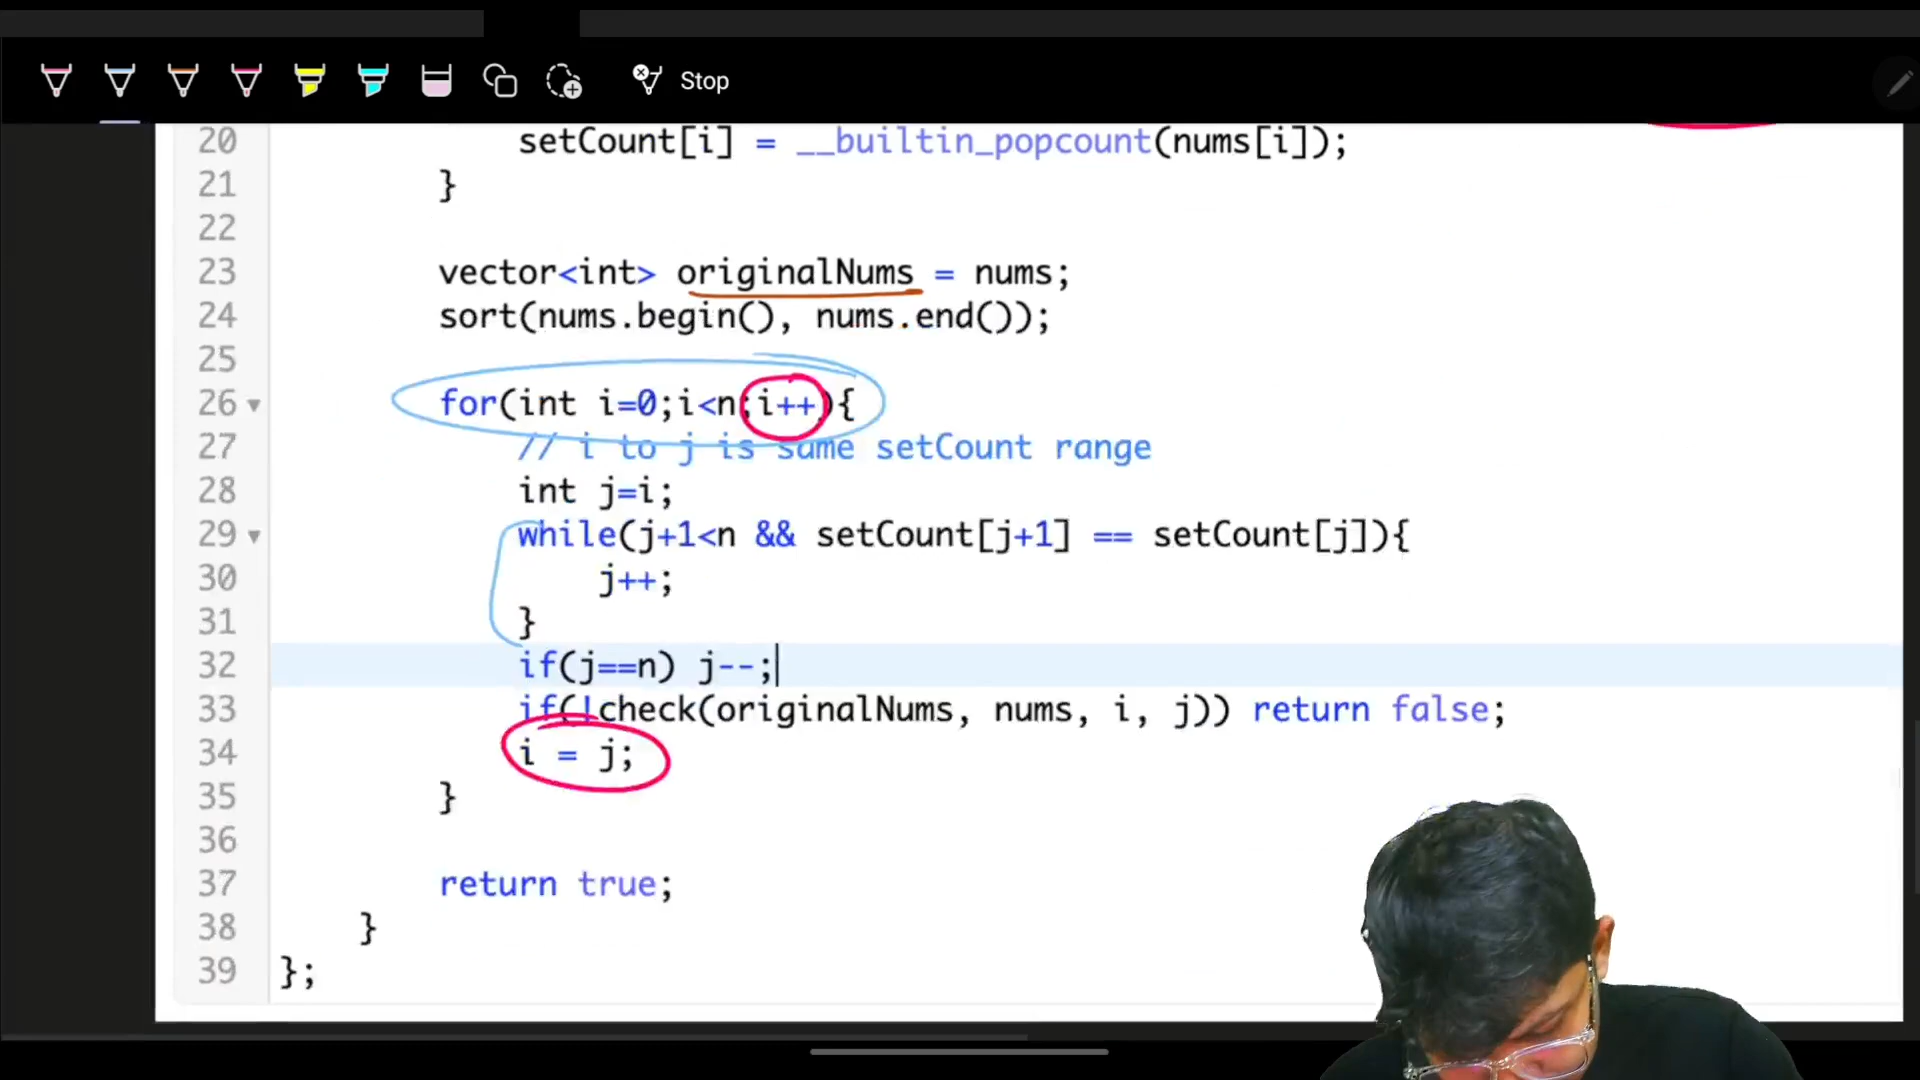 Stop
20 setCount[i] = __builtin_popcount(nums[i]);
21 }
22
23 vector<int> originalNums = nums;
24 sort(nums.begin(), nums.end());
25
26 for(int i=0;i<n;i++){
27 // i to j is same setCount range
28 int j=i;
29 while(j+1<n && setCount[j+1] == setCount[j]){
30 j++;
31 }
32 if(j==n) j--;
33 if(!check(originalNums, nums, i, j)) return false;
34 i = j;
35 }
36
37 return true;
38 }
39 };